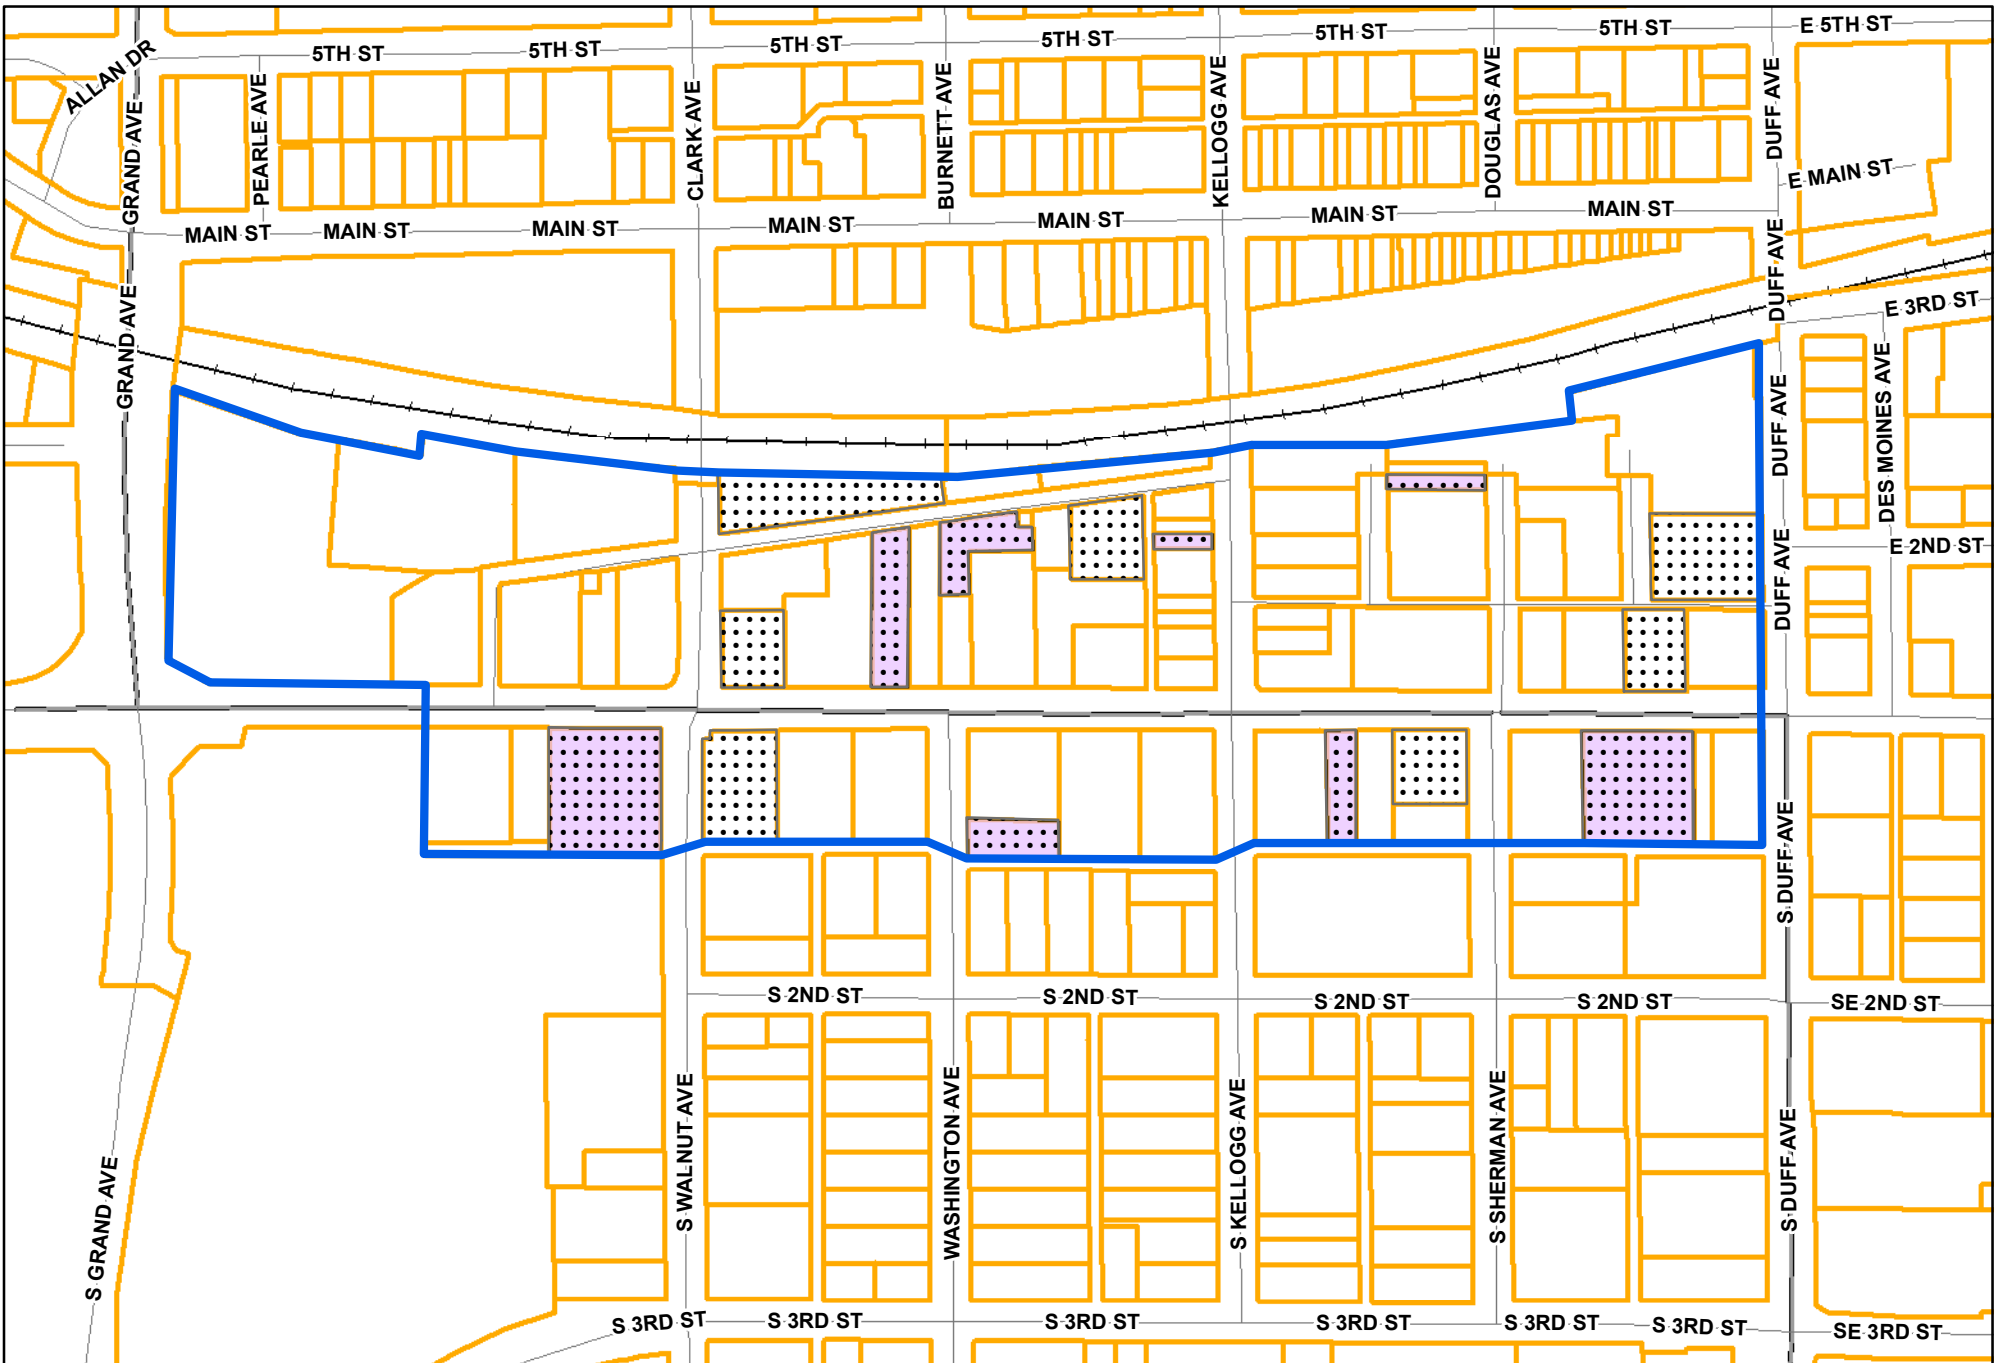 E 5TH ST
5TH ST
5TH ST
5TH ST
5TH ST
5TH ST
5TH ST
ALLAN DR
GRAND AVE
PEARLE AVE
CLARK AVE
BURNETT AVE
KELLOGG AVE
DOUGLAS AVE
DUFF AVE
E MAIN ST
MAIN ST
MAIN ST
MAIN ST
MAIN ST
MAIN ST
MAIN ST
MAIN ST
GRAND AVE
DUFF AVE
E 3RD ST
DUFF AVE
DES MOINES AVE
E 2ND ST
DUFF AVE
S DUFF AVE
S 2ND ST
S 2ND ST
S 2ND ST
S 2ND ST
SE 2ND ST
S GRAND AVE
S WALNUT AVE
WASHINGTON AVE
S KELLOGG AVE
S SHERMAN AVE
S DUFF AVE
S 3RD ST
S 3RD ST
S 3RD ST
S 3RD ST
S 3RD ST
S 3RD ST
SE 3RD ST